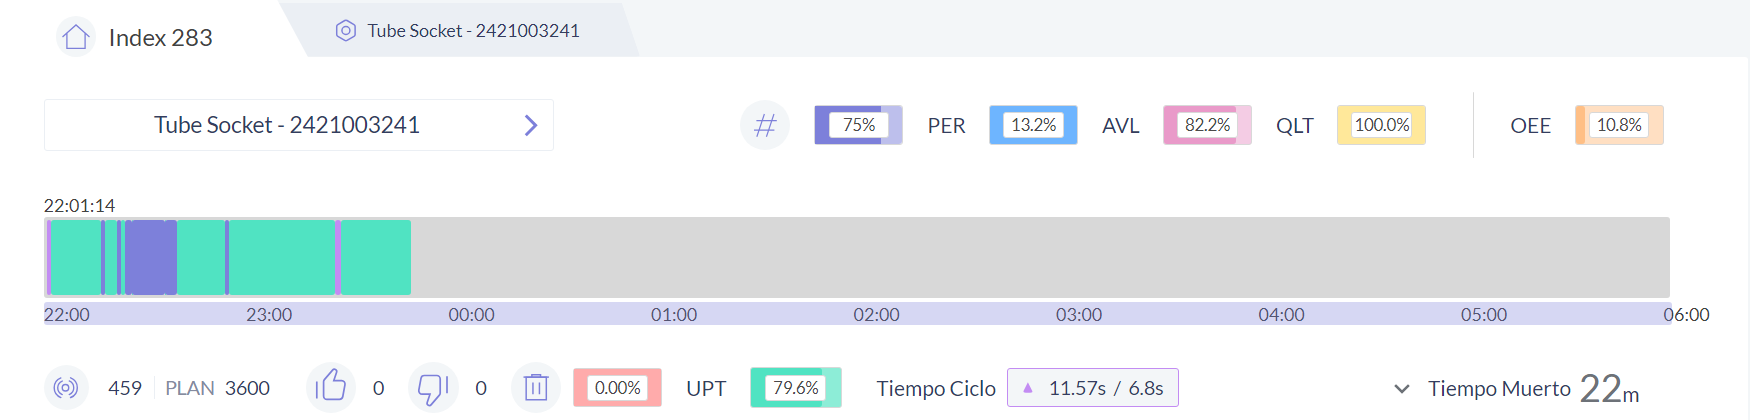 Index 283
Tube Socket - 2421003241
Tube Socket - 2421003241
# 75% PER 13.2% AVL 82.2% QLT 100.0% OEE 10.8%
22:01:14
22:00 23:00 00:00 01:00 02:00 03:00 04:00 05:00 06:00
459 PLAN 3600 0 0 0.00% UPT 79.6% Tiempo Ciclo 11.57s / 6.8s Tiempo Muerto 22m